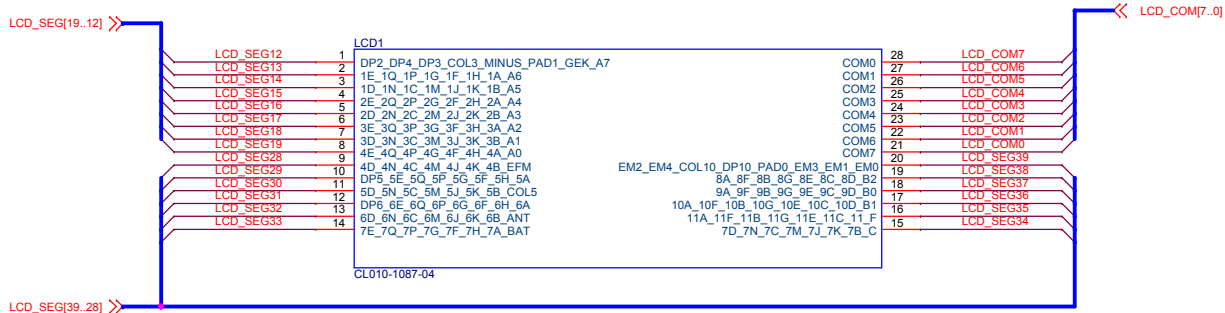 LCD_SEG[19..12]
LCD_COM[7..0]
LCD1
LCD_SEG12 1 DP2_DP4_DP3_COL3_MINUS_PAD1_GEK_A7 COM0 28 LCD_COM7
LCD_SEG13 2 1E_1Q_1P_1G_1F_1H_1A_A6 COM1 27 LCD_COM6
LCD_SEG14 3 1D_1N_1C_1M_1J_1K_1B_A5 COM2 26 LCD_COM5
LCD_SEG15 4 2E_2Q_2P_2G_2F_2H_2A_A4 COM3 25 LCD_COM4
LCD_SEG16 5 2D_2N_2C_2M_2J_2K_2B_A3 COM4 24 LCD_COM3
LCD_SEG17 6 3E_3Q_3P_3G_3F_3H_3A_A2 COM5 23 LCD_COM2
LCD_SEG18 7 3D_3N_3C_3M_3J_3K_3B_A1 COM6 22 LCD_COM1
LCD_SEG19 8 4E_4Q_4P_4G_4F_4H_4A_A0 COM7 21 LCD_COM0
LCD_SEG28 9 4D_4N_4C_4M_4J_4K_4B_EFM EM2_EM4_COL10_DP10_PAD0_EM3_EM1_EM0 20 LCD_SEG39
LCD_SEG29 10 DP5_5E_5Q_5P_5G_5F_5H_5A 8A_8F_8B_8G_8E_8C_8D_B2 19 LCD_SEG38
LCD_SEG30 11 5D_5N_5C_5M_5J_5K_5B_COL5 9A_9F_9B_9G_9E_9C_9D_B0 18 LCD_SEG37
LCD_SEG31 12 DP6_6E_6Q_6P_6G_6F_6H_6A 10A_10F_10B_10G_10E_10C_10D_B1 17 LCD_SEG36
LCD_SEG32 13 6D_6N_6C_6M_6J_6K_6B_ANT 11A_11F_11B_11G_11E_11C_11_F 16 LCD_SEG35
LCD_SEG33 14 7E_7Q_7P_7G_7F_7H_7A_BAT 7D_7N_7C_7M_7J_7K_7B_C 15 LCD_SEG34
CL010-1087-04
LCD_SEG[39..28]